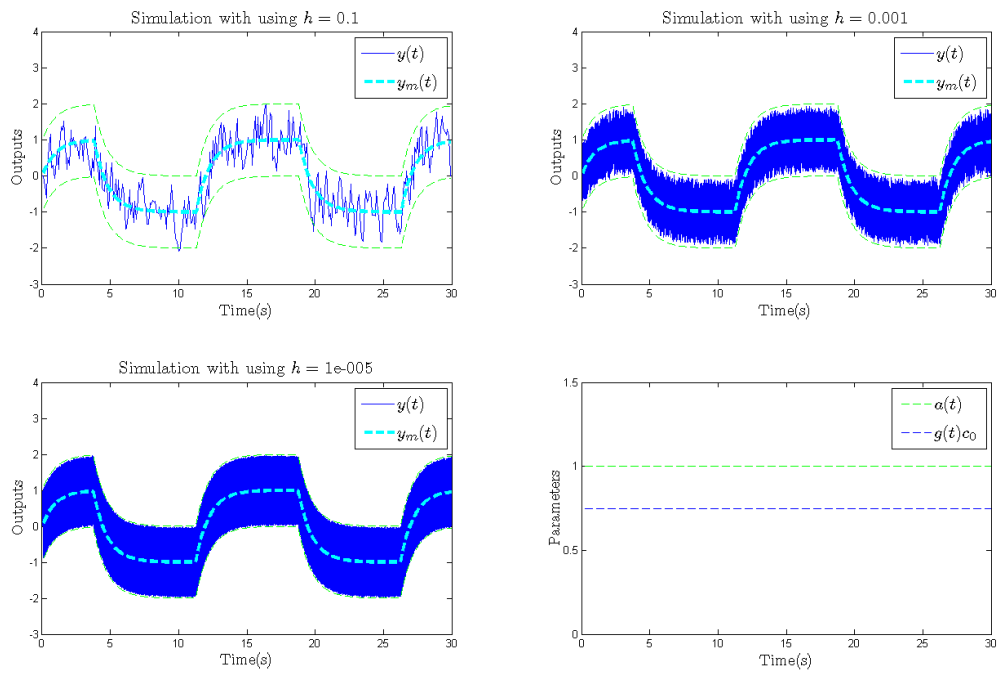 Simulation with using h = 0.1
4
3
2
1
0
-1
-2
-3
Outputs
y(t)
y_m(t)
0 5 10 15 20 25 30
Time(s)
Simulation with using h = 0.001
4
3
2
1
0
-1
-2
-3
Outputs
y(t)
y_m(t)
0 5 10 15 20 25 30
Time(s)
Simulation with using h = 1e-005
4
3
2
1
0
-1
-2
-3
Outputs
y(t)
y_m(t)
0 5 10 15 20 25 30
Time(s)
1.5
1
0.5
0
Parameters
a(t)
g(t)c_0
0 5 10 15 20 25 30
Time(s)